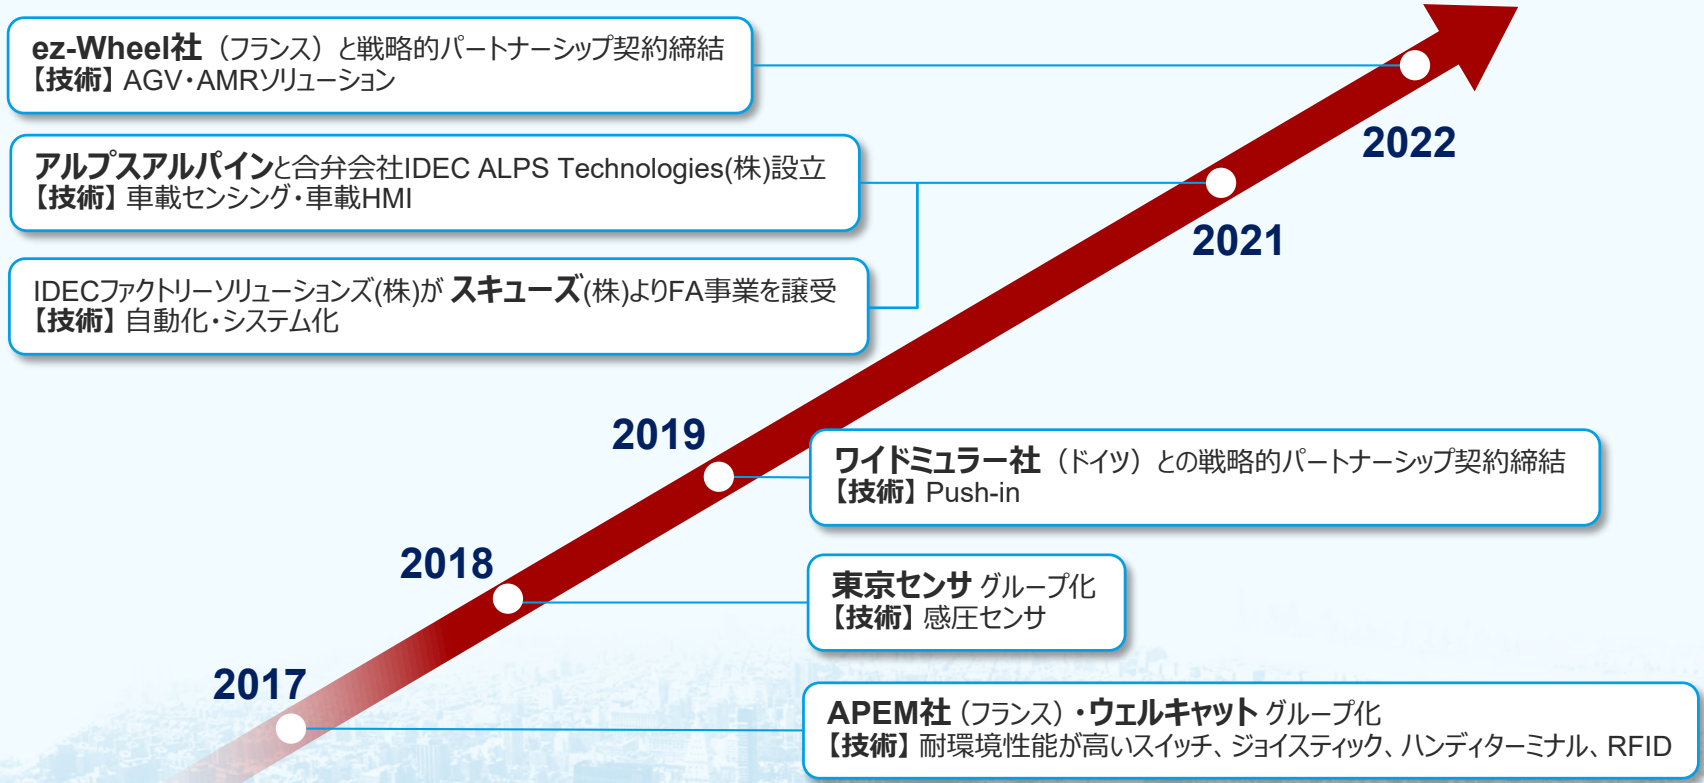 ez-Wheel社（フランス）と戦略的パートナーシップ契約締結
【技術】AGV・AMRソリューション
2022
アルプスアルパインと合弁会社IDEC ALPS Technologies(株)設立
【技術】車載センシング・車載HMI
2021
IDECファクトリーソリューションズ(株)が スキューズ(株)よりFA事業を譲受
【技術】自動化・システム化
2019
ワイドミュラー社（ドイツ）との戦略的パートナーシップ契約締結
【技術】Push-in
2018
東京センサ グループ化
【技術】感圧センサ
2017
APEM社（フランス）・ウェルキャット グループ化
【技術】耐環境性能が高いスイッチ、ジョイスティック、ハンディターミナル、RFID